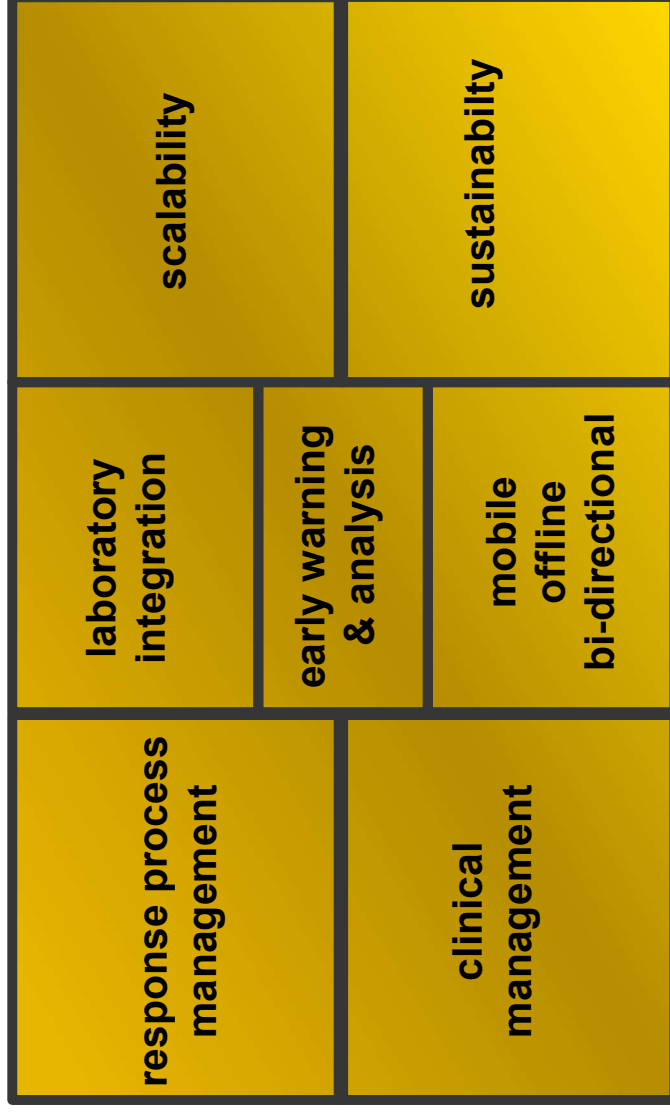 response process
management
clinical
management
laboratory
integration
early warning
& analysis
mobile
offline
bi-directional
scalability
sustainabilty